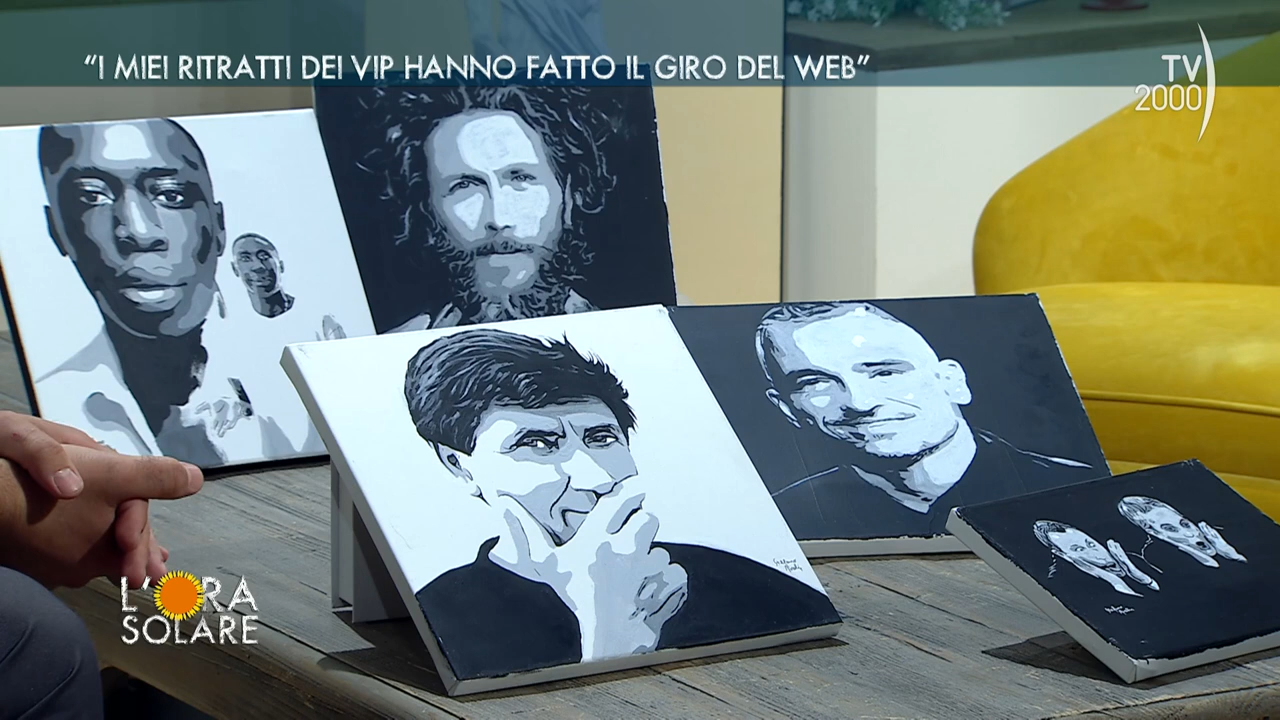 “I MIEI RITRATTI DEI VIP HANNO FATTO IL GIRO DEL WEB”
TV
2000
L'ORA
SOLARE